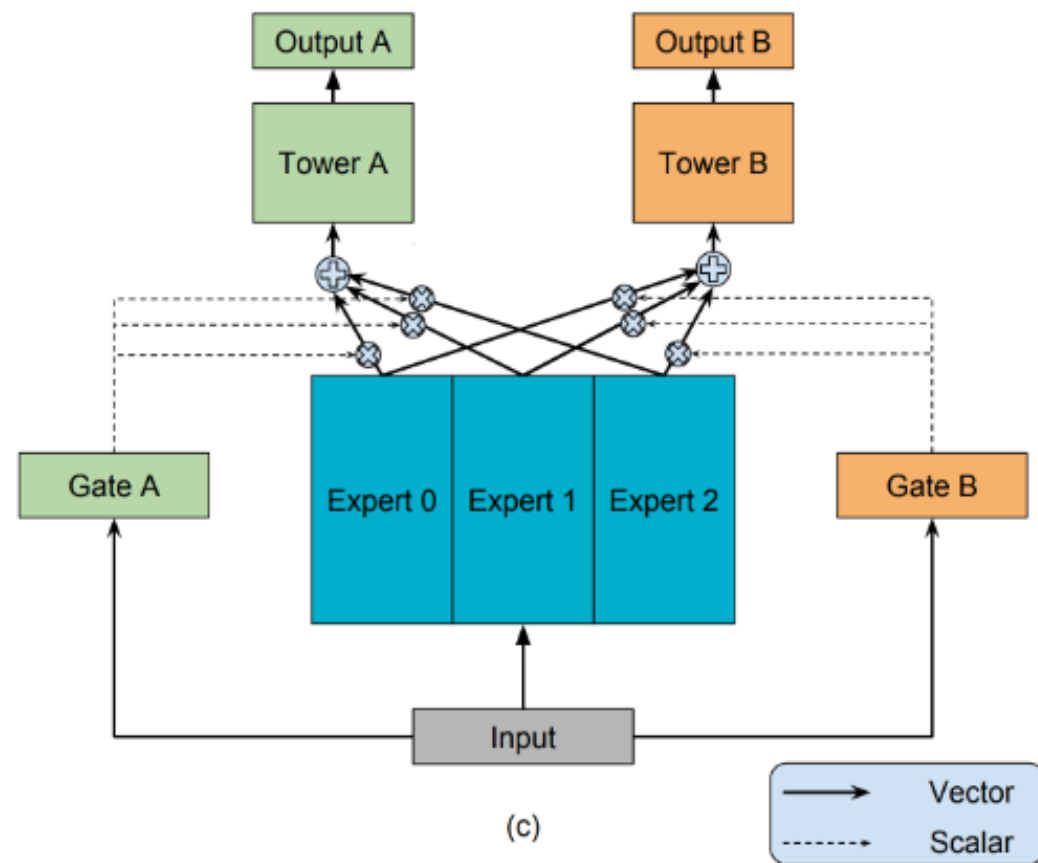 Output A
Output B
Tower A
Tower B
Gate A
Expert 0
Expert 1
Expert 2
Gate B
Input
Vector
Scalar
(c)